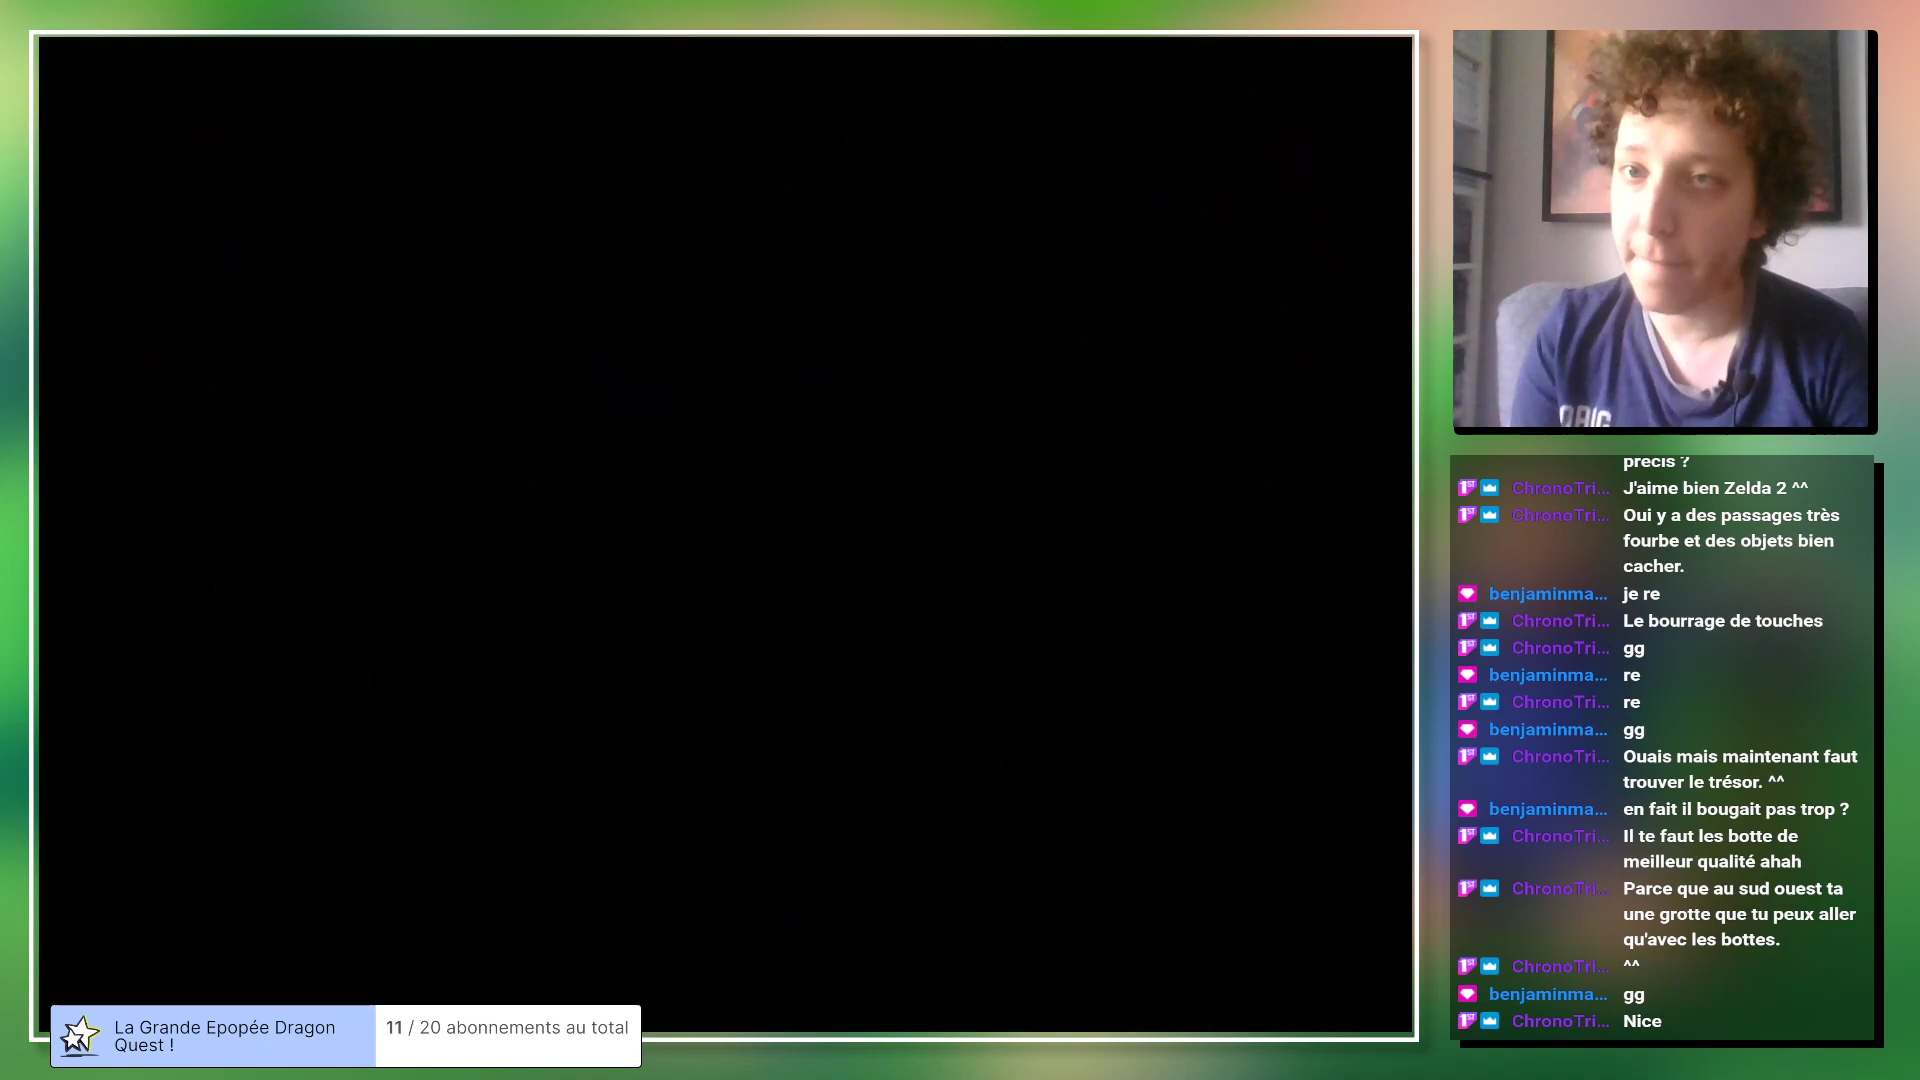 précis ?
ChronoTri... J'aime bien Zelda 2 ^^
ChronoTri... Oui y a des passages très
fourbe et des objets bien
cacher.
benjaminma... je re
ChronoTri... Le bourrage de touches
ChronoTri... gg
benjaminma... re
ChronoTri... re
benjaminma... gg
ChronoTri... Ouais mais maintenant faut
trouver le trésor. ^^
benjaminma... en fait il bougait pas trop ?
ChronoTri... Il te faut les botte de
meilleur qualité ahah
ChronoTri... Parce que au sud ouest ta
une grotte que tu peux aller
qu'avec les bottes.
ChronoTri... ^^
benjaminma... gg
ChronoTri... Nice
La Grande Epopée Dragon
Quest !
11 / 20 abonnements au total